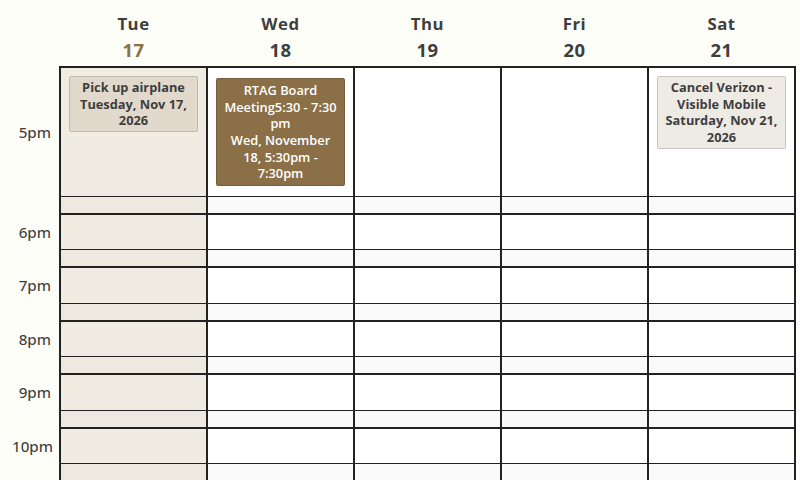 Tue
Wed
Thu
Fri
Sat
17
18
19
20
21
5pm
Pick up airplane
Tuesday, Nov 17,
2026
RTAG Board
Meeting5:30 - 7:30
pm
Wed, November
18, 5:30pm -
7:30pm
Cancel Verizon -
Visible Mobile
Saturday, Nov 21,
2026
6pm
7pm
8pm
9pm
10pm